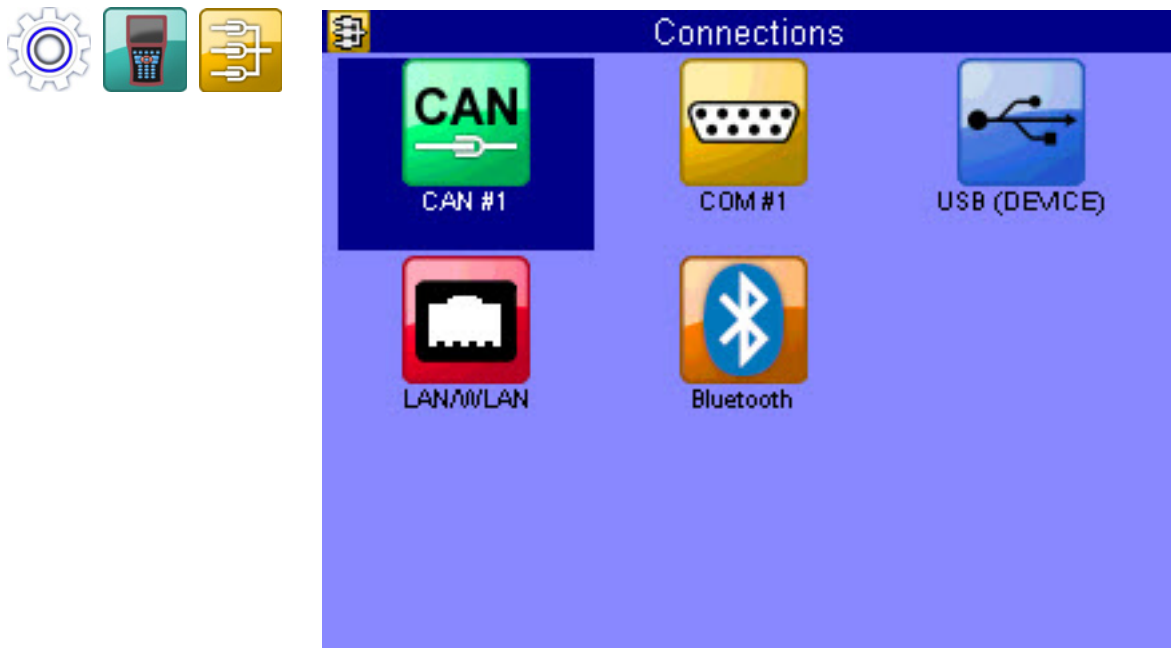 Connections
CAN
CAN #1
COM #1
USB (DEVICE)
LAN/WLAN
Bluetooth